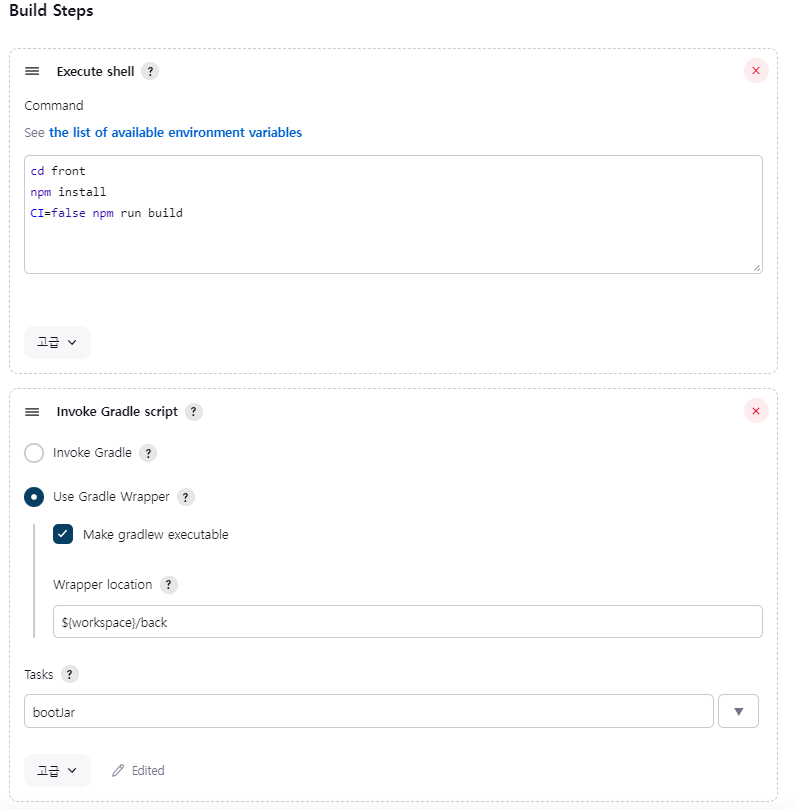 Build Steps
Execute shell ?
Command
See the list of available environment variables
cd front
npm install
CI=false npm run build
고급
Invoke Gradle script ?
Invoke Gradle ?
Use Gradle Wrapper ?
Make gradlew executable
Wrapper location ?
${workspace}/back
Tasks ?
bootJar
고급 Edited